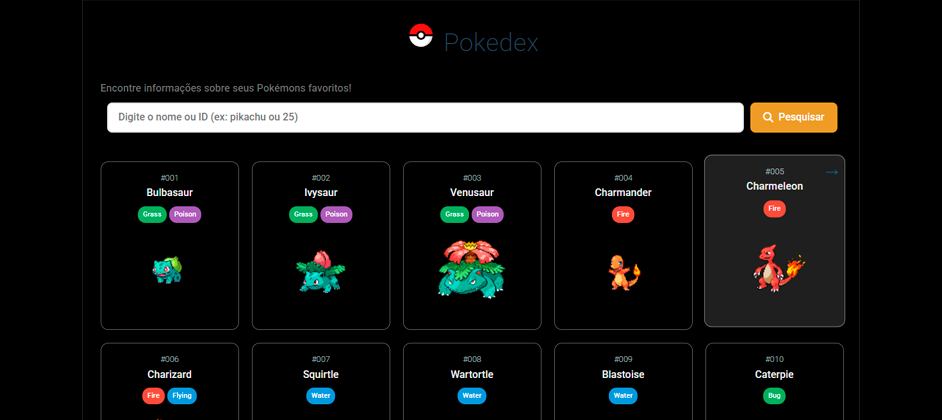 Pokedex
Encontre informações sobre seus Pokémons favoritos!
Digite o nome ou ID (ex: pikachu ou 25) Pesquisar
#001 #002 #003 #004 #005 →
Bulbasaur Ivysaur Venusaur Charmander Charmeleon
Grass Poison Grass Poison Grass Poison Fire Fire
#006 #007 #008 #009 #010
Charizard Squirtle Wartortle Blastoise Caterpie
Fire Flying Water Water Water Bug